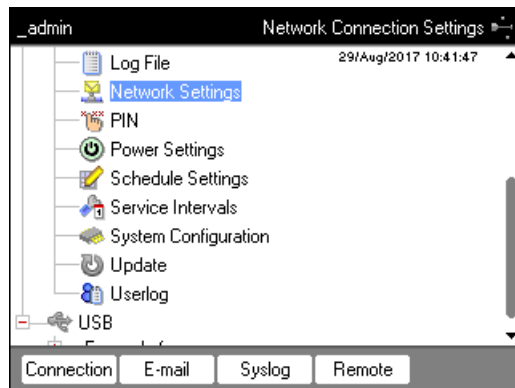 _admin
Network Connection Settings
29/Aug/2017 10:41:47
Log File
Network Settings
PIN
Power Settings
Schedule Settings
Service Intervals
System Configuration
Update
Userlog
USB
Connection
E-mail
Syslog
Remote